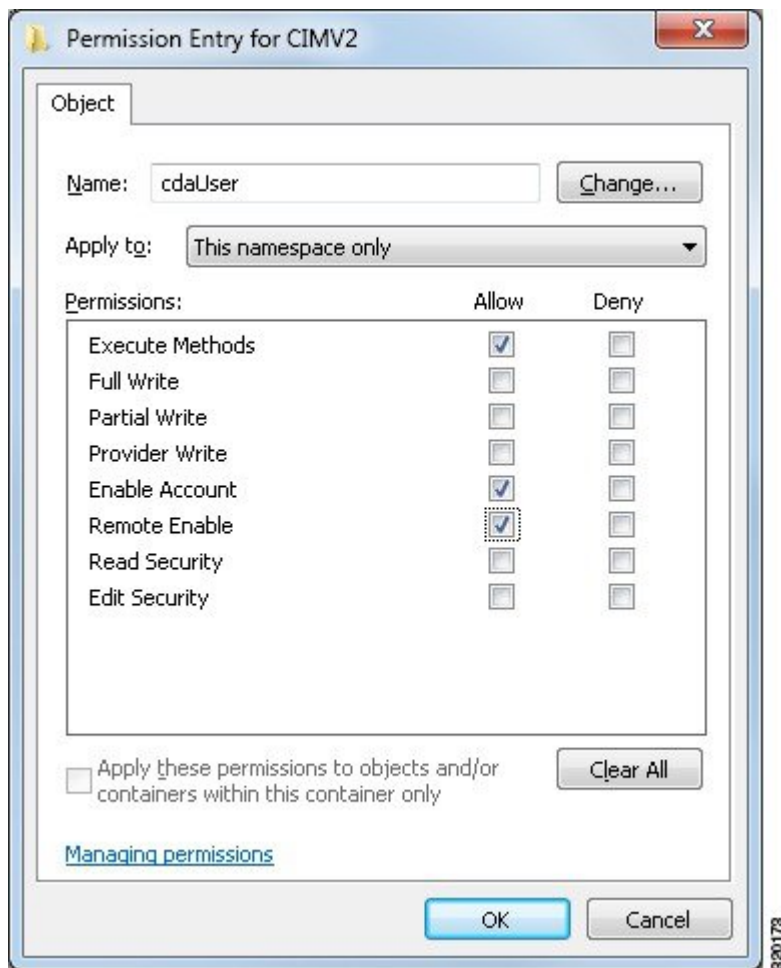 Permission Entry for CIMV2
X
Object
Name: cdaUser Change...
Apply to: This namespace only
Permissions: Allow Deny
Execute Methods
Full Write
Partial Write
Provider Write
Enable Account
Remote Enable
Read Security
Edit Security
Apply these permissions to objects and/or
containers within this container only
Clear All
Managing permissions
OK Cancel